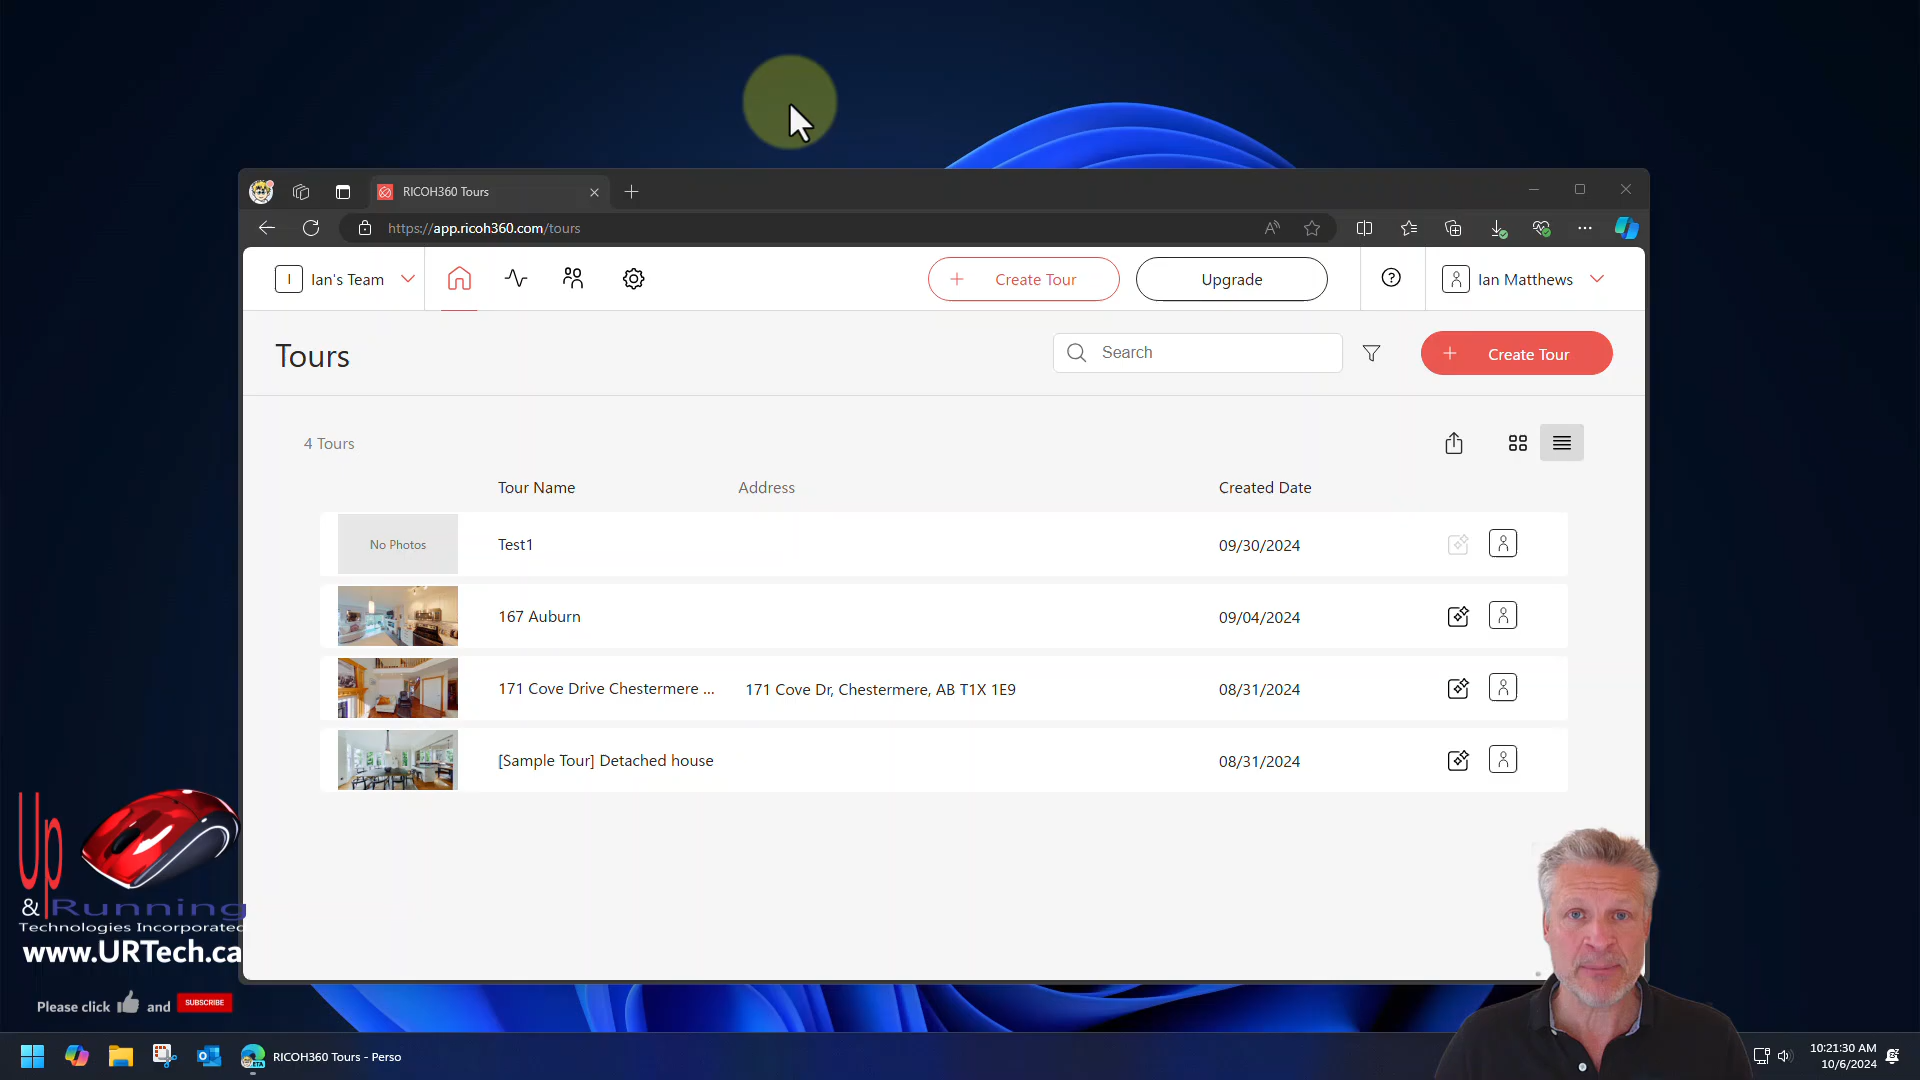 RICOH360 Tours
https://app.ricoh360.com/tours
I Ian's Team
+ Create Tour
Upgrade
Ian Matthews
Tours
Search
+ Create Tour
4 Tours
Tour Name
Address
Created Date
No Photos
Test1
09/30/2024
167 Auburn
09/04/2024
171 Cove Drive Chestermere ...
171 Cove Dr, Chestermere, AB T1X 1E9
08/31/2024
[Sample Tour] Detached house
08/31/2024
Up
& Running
Technologies Incorporated
www.URTech.ca
Please click and SUBSCRIBE
RICOH360 Tours - Perso
10:21:30 AM
10/6/2024